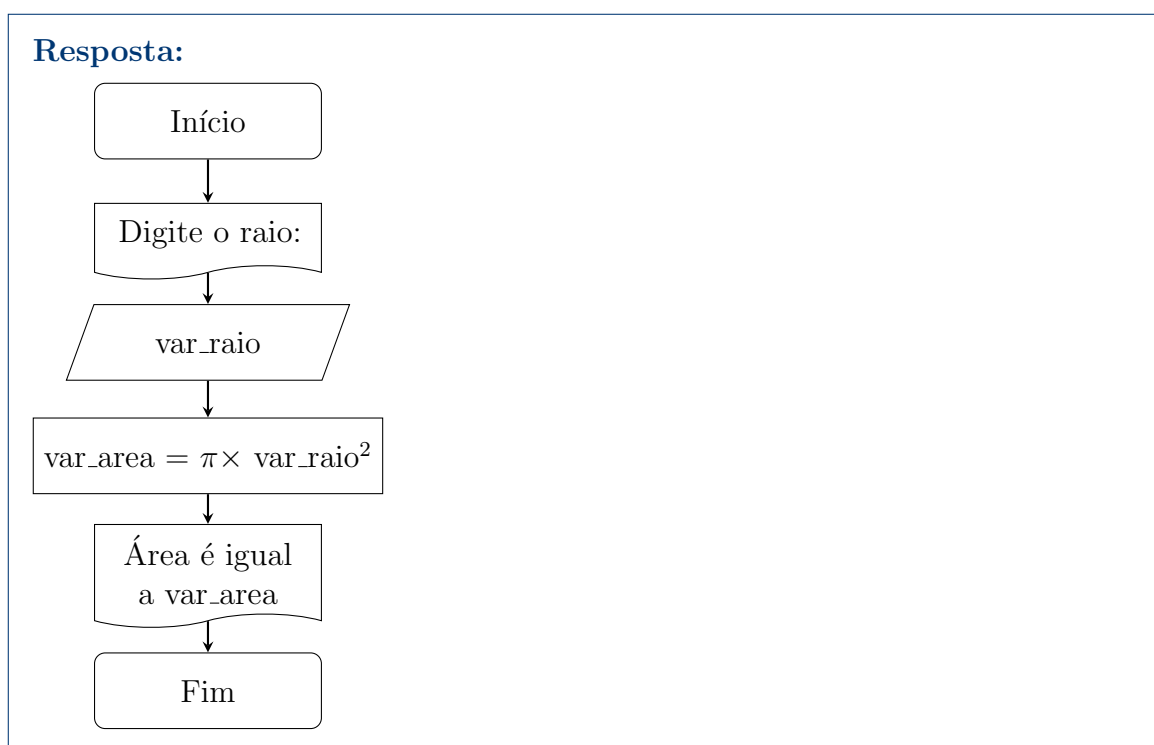 Resposta:
Início
Digite o raio:
var_raio
var_area = π× var_raio²
Área é igual
a var_area
Fim